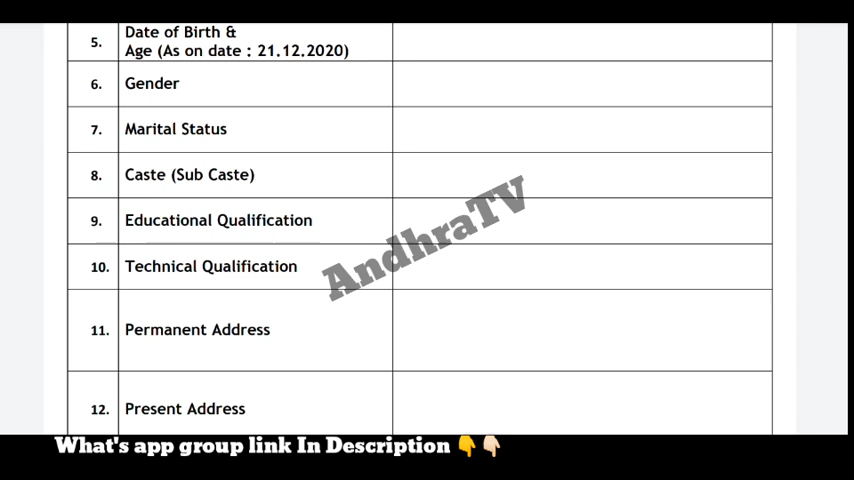 5. Date of Birth &
Age (As on date : 21.12.2020)
6. Gender
7. Marital Status
8. Caste (Sub Caste)
9. Educational Qualification
10. Technical Qualification
11. Permanent Address
12. Present Address
AndhraTV
What's app group link In Description 👇👇🏻